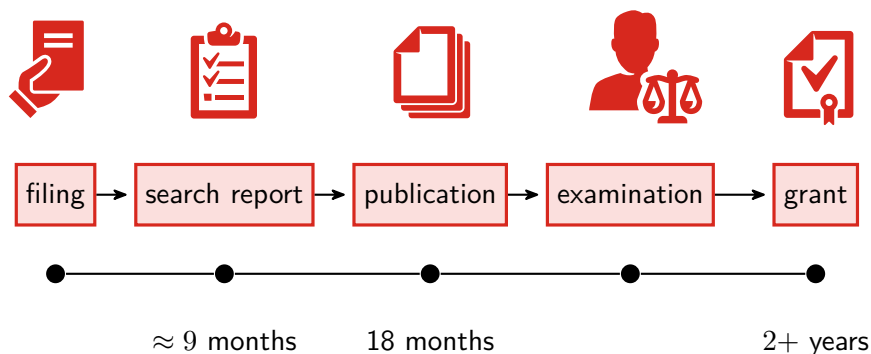 filing
search report
publication
examination
grant
≈ 9 months
18 months
2+ years